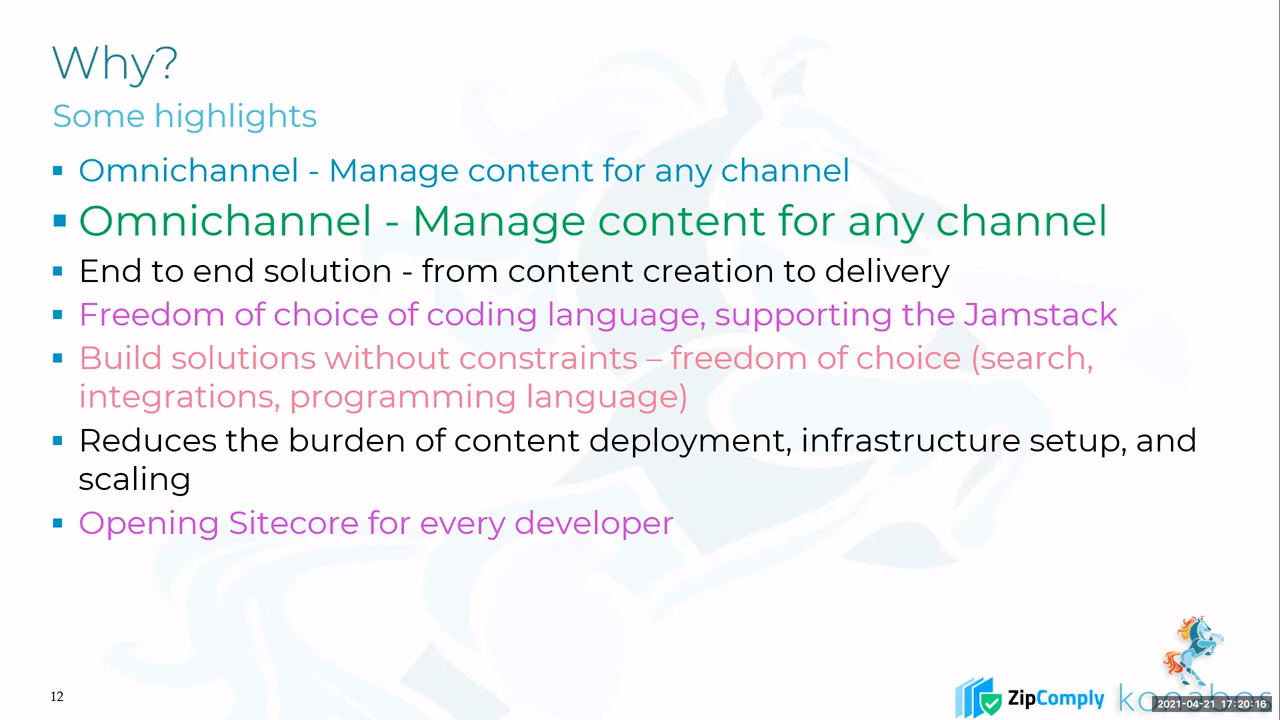 Why?
Some highlights
▪ Omnichannel - Manage content for any channel
▪ Omnichannel - Manage content for any channel
▪ End to end solution - from content creation to delivery
▪ Freedom of choice of coding language, supporting the Jamstack
▪ Build solutions without constraints – freedom of choice (search,
integrations, programming language)
▪ Reduces the burden of content deployment, infrastructure setup, and
scaling
▪ Opening Sitecore for every developer
12
ZipComply
2021-04-21 17:20:16